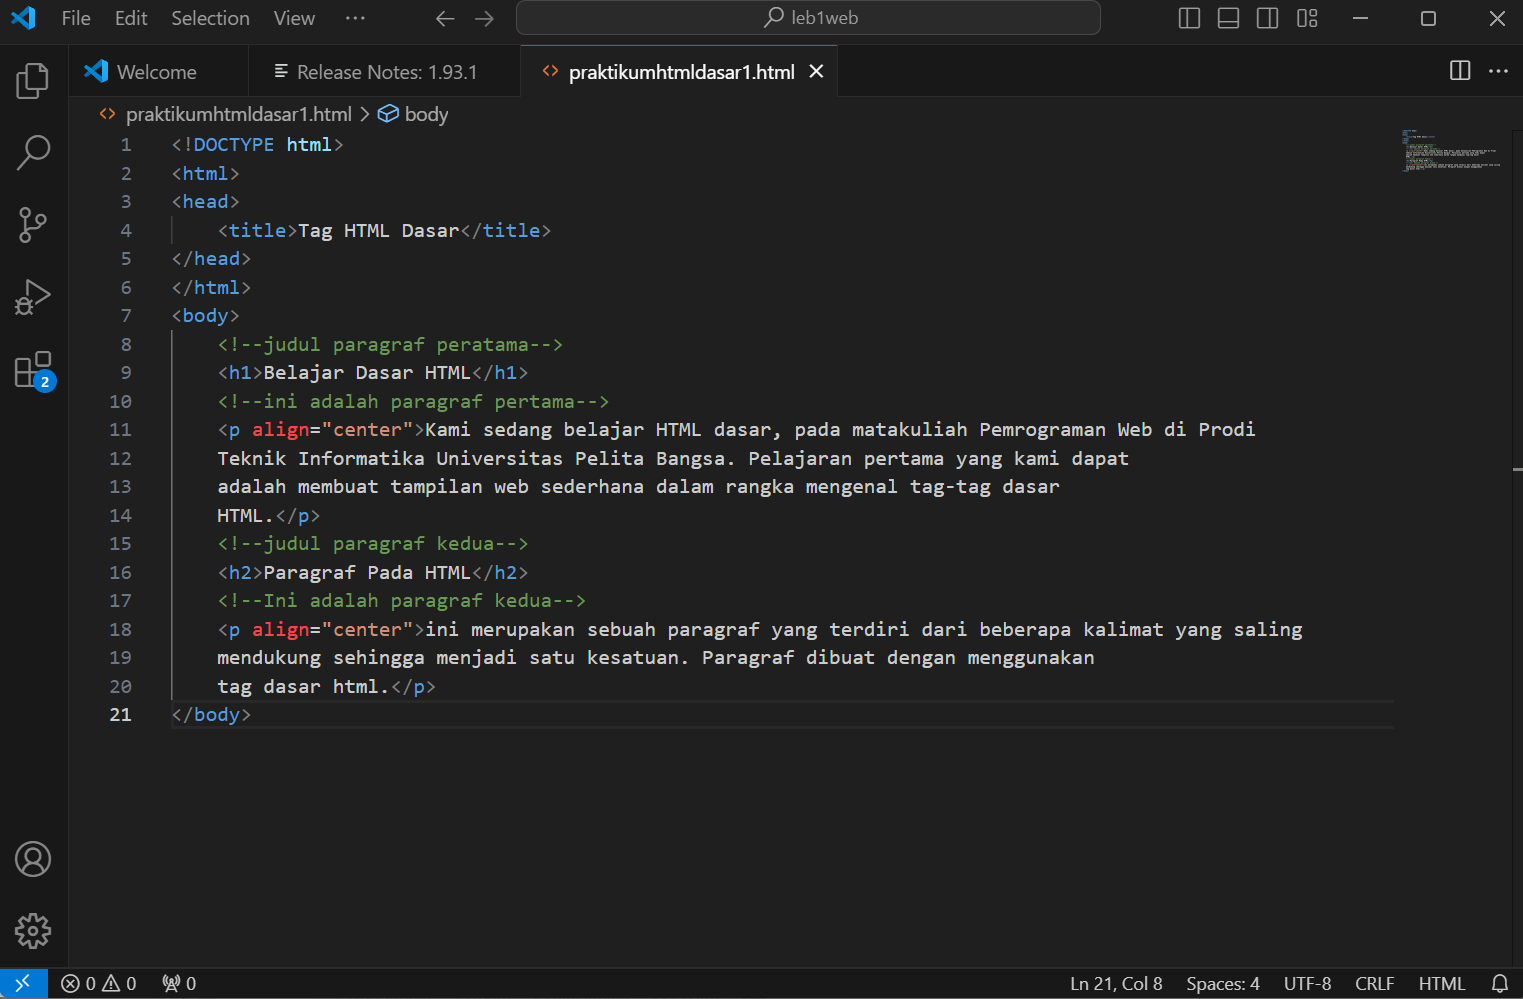 File Edit Selection View ··· leb1web
Welcome Release Notes: 1.93.1 praktikumhtmldasar1.html
praktikumhtmldasar1.html > body
1 <!DOCTYPE html>
2 <html>
3 <head>
4 <title>Tag HTML Dasar</title>
5 </head>
6 </html>
7 <body>
8 <!--judul paragraf peratama-->
9 <h1>Belajar Dasar HTML</h1>
10 <!--ini adalah paragraf pertama-->
11 <p align="center">Kami sedang belajar HTML dasar, pada matakuliah Pemrograman Web di Prodi
12 Teknik Informatika Universitas Pelita Bangsa. Pelajaran pertama yang kami dapat
13 adalah membuat tampilan web sederhana dalam rangka mengenal tag-tag dasar
14 HTML.</p>
15 <!--judul paragraf kedua-->
16 <h2>Paragraf Pada HTML</h2>
17 <!--Ini adalah paragraf kedua-->
18 <p align="center">ini merupakan sebuah paragraf yang terdiri dari beberapa kalimat yang saling
19 mendukung sehingga menjadi satu kesatuan. Paragraf dibuat dengan menggunakan
20 tag dasar html.</p>
21 </body>
2
0 0 0 Ln 21, Col 8 Spaces: 4 UTF-8 CRLF HTML